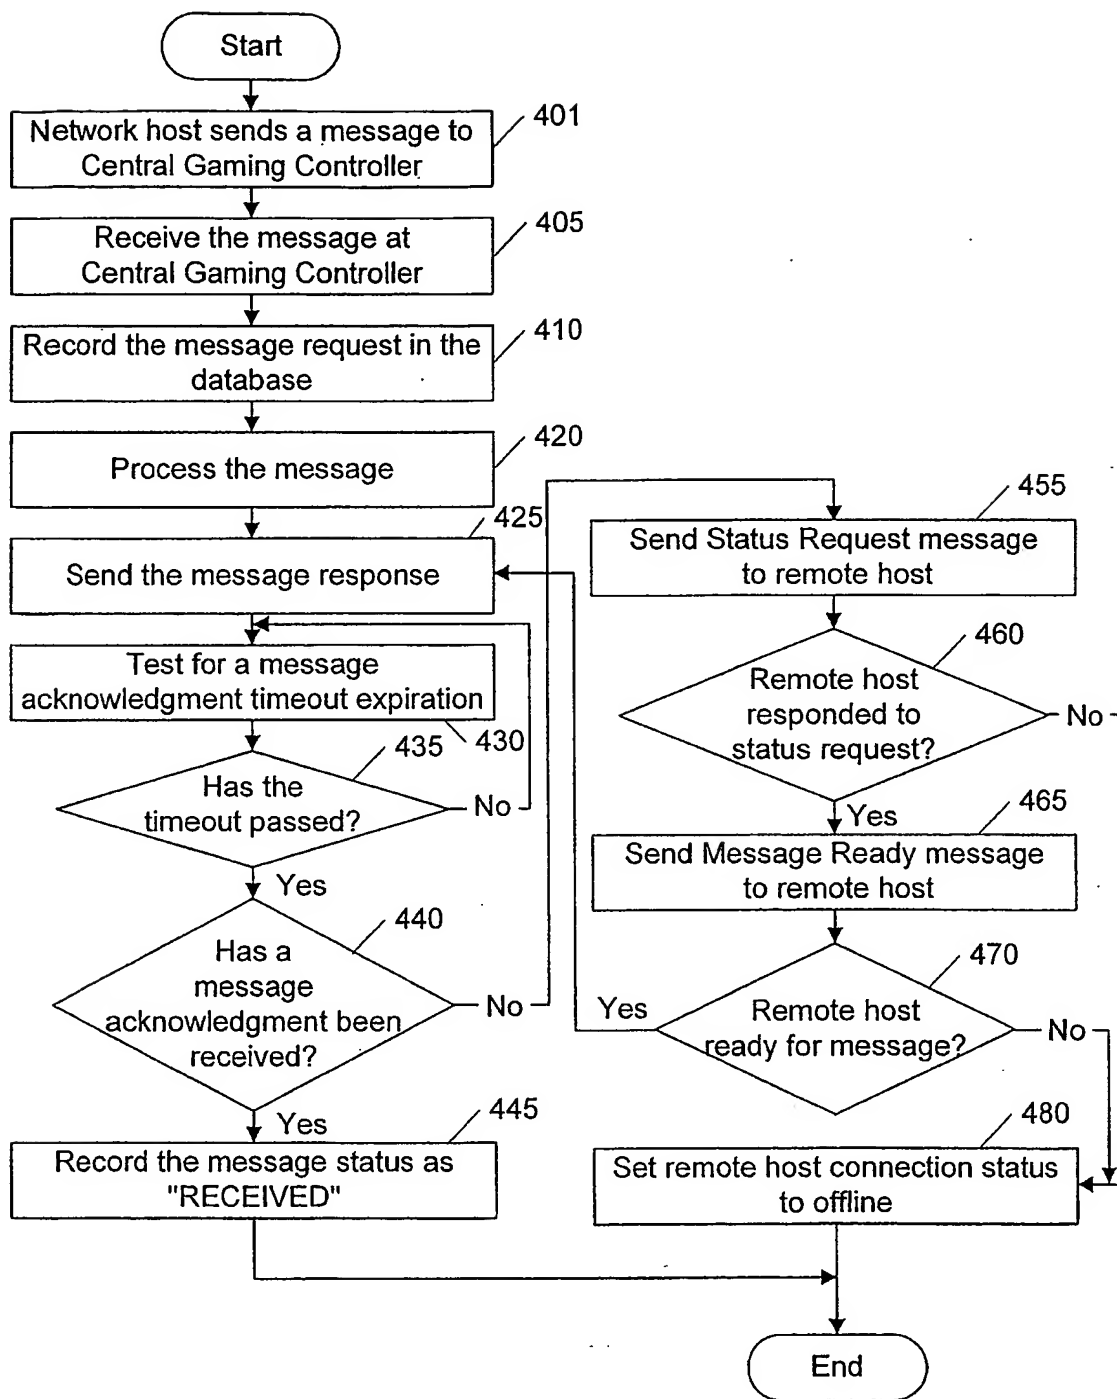 Start
Network host sends a message to
Central Gaming Controller
401
Receive the message at
Central Gaming Controller
405
Record the message request in the
database
410
Process the message
420
Send the message response
425
Test for a message
acknowledgment timeout expiration
430
Has the
timeout passed?
435
No
Yes
Has a
message
acknowledgment been
received?
440
No
Yes
Record the message status as
"RECEIVED"
445
Send Status Request message
to remote host
455
Remote host
responded to
status request?
460
No
Yes
Send Message Ready message
to remote host
465
Remote host
ready for message?
470
Yes
No
Set remote host connection status
to offline
480
End